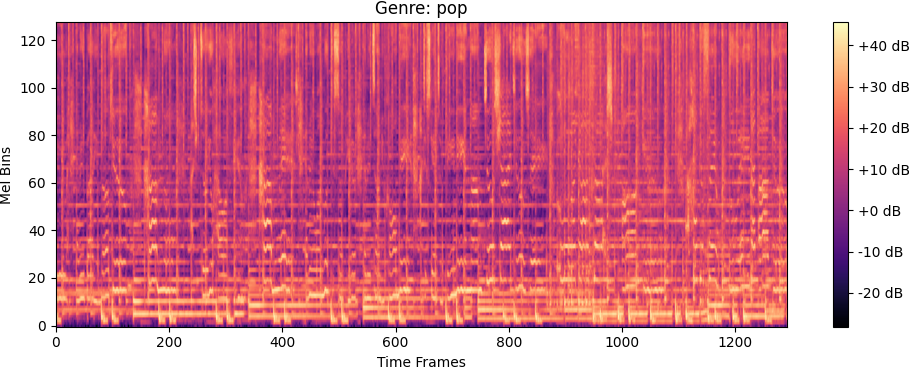 Genre: pop
+40 dB
+30 dB
+20 dB
+10 dB
+0 dB
-10 dB
-20 dB
Mel Bins
120
100
80
60
40
20
0
0 200 400 600 800 1000 1200
Time Frames